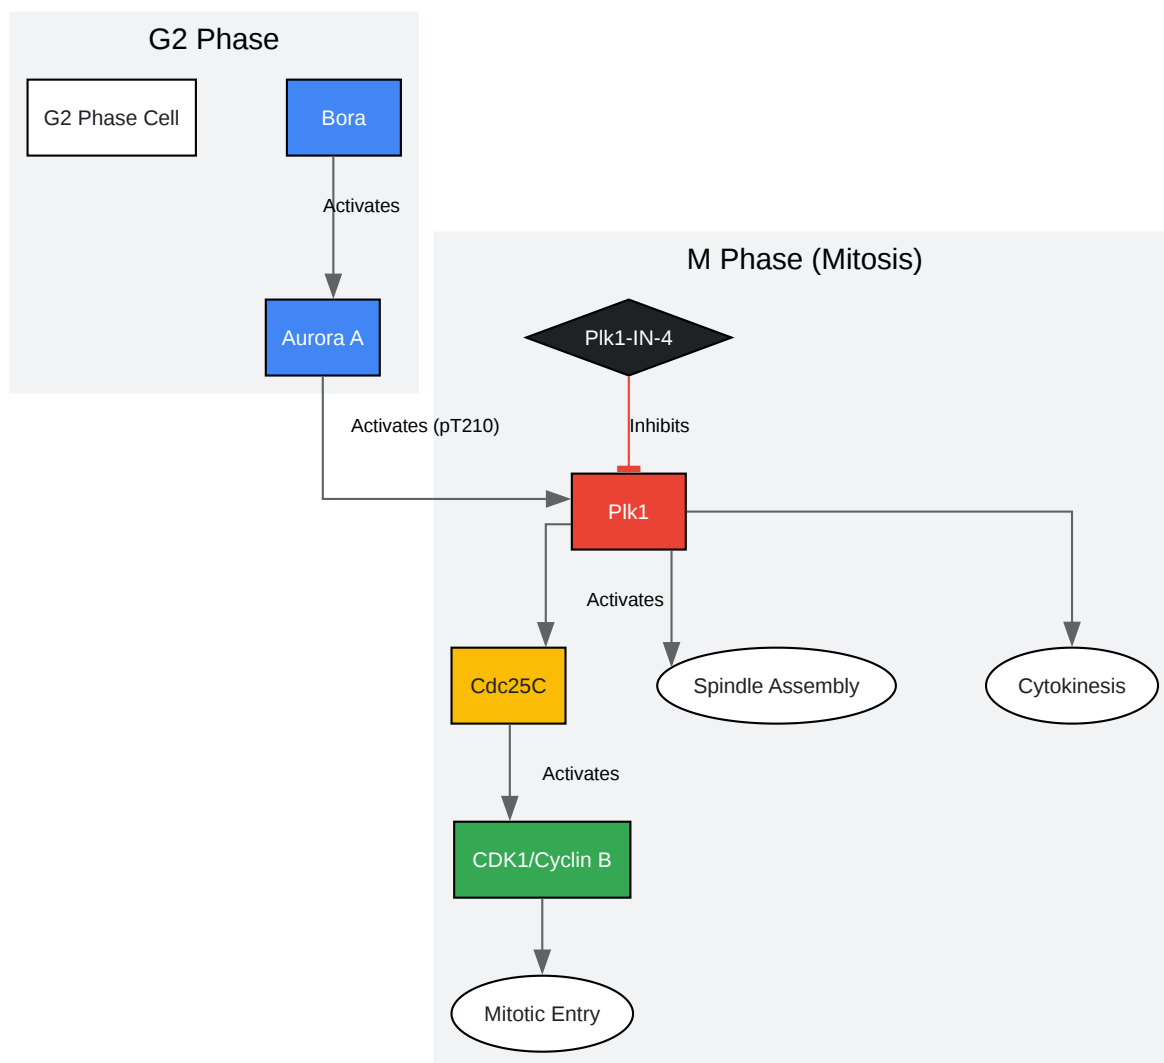 G2 Phase
G2 Phase Cell
Bora
Activates
Aurora A
M Phase (Mitosis)
Plk1-IN-4
Activates (pT210)
Inhibits
Plk1
Activates
Cdc25C
Spindle Assembly
Cytokinesis
Activates
CDK1/Cyclin B
Mitotic Entry